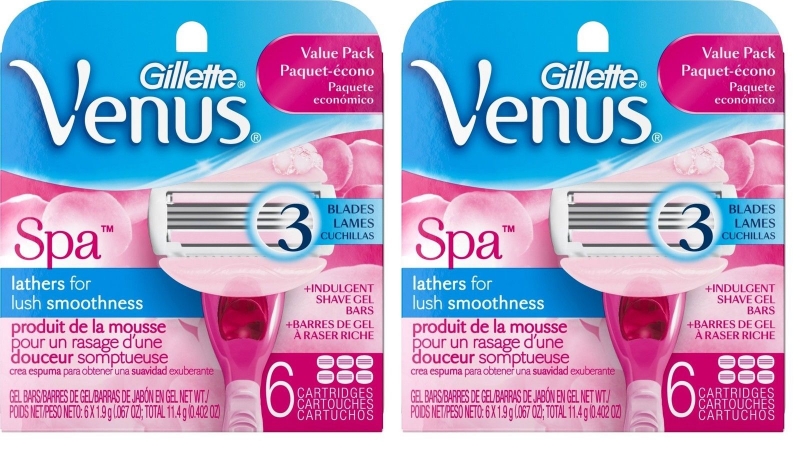 Value Pack
Paquet-écono
Paquete
económico
Gillette®
Venus®
3
BLADES
LAMES
CUCHILLAS
Spa™
lathers for
lush smoothness
+INDULGENT
SHAVE GEL
BARS
+BARRES DE GEL
À RASER RICHE
produit de la mousse
pour un rasage d'une
douceur somptueuse
crea espuma para obtener una suavidad exuberante
GEL BARS/BARRES DE GEL/BARRAS DE JABÓN EN GEL NET WT./
POIDS NET/PESO NETO: 6 X 1.9 g (.067 OZ); TOTAL 11.4 g (0.402 OZ)
6 CARTRIDGES
CARTOUCHES
CARTUCHOS
Value Pack
Paquet-écono
Paquete
económico
Gillette®
Venus®
3
BLADES
LAMES
CUCHILLAS
Spa™
lathers for
lush smoothness
+INDULGENT
SHAVE GEL
BARS
+BARRES DE GEL
À RASER RICHE
produit de la mousse
pour un rasage d'une
douceur somptueuse
crea espuma para obtener una suavidad exuberante
GEL BARS/BARRES DE GEL/BARRAS DE JABÓN EN GEL NET WT./
POIDS NET/PESO NETO: 6 X 1.9 g (.067 OZ); TOTAL 11.4 g (0.402 OZ)
6 CARTRIDGES
CARTOUCHES
CARTUCHOS